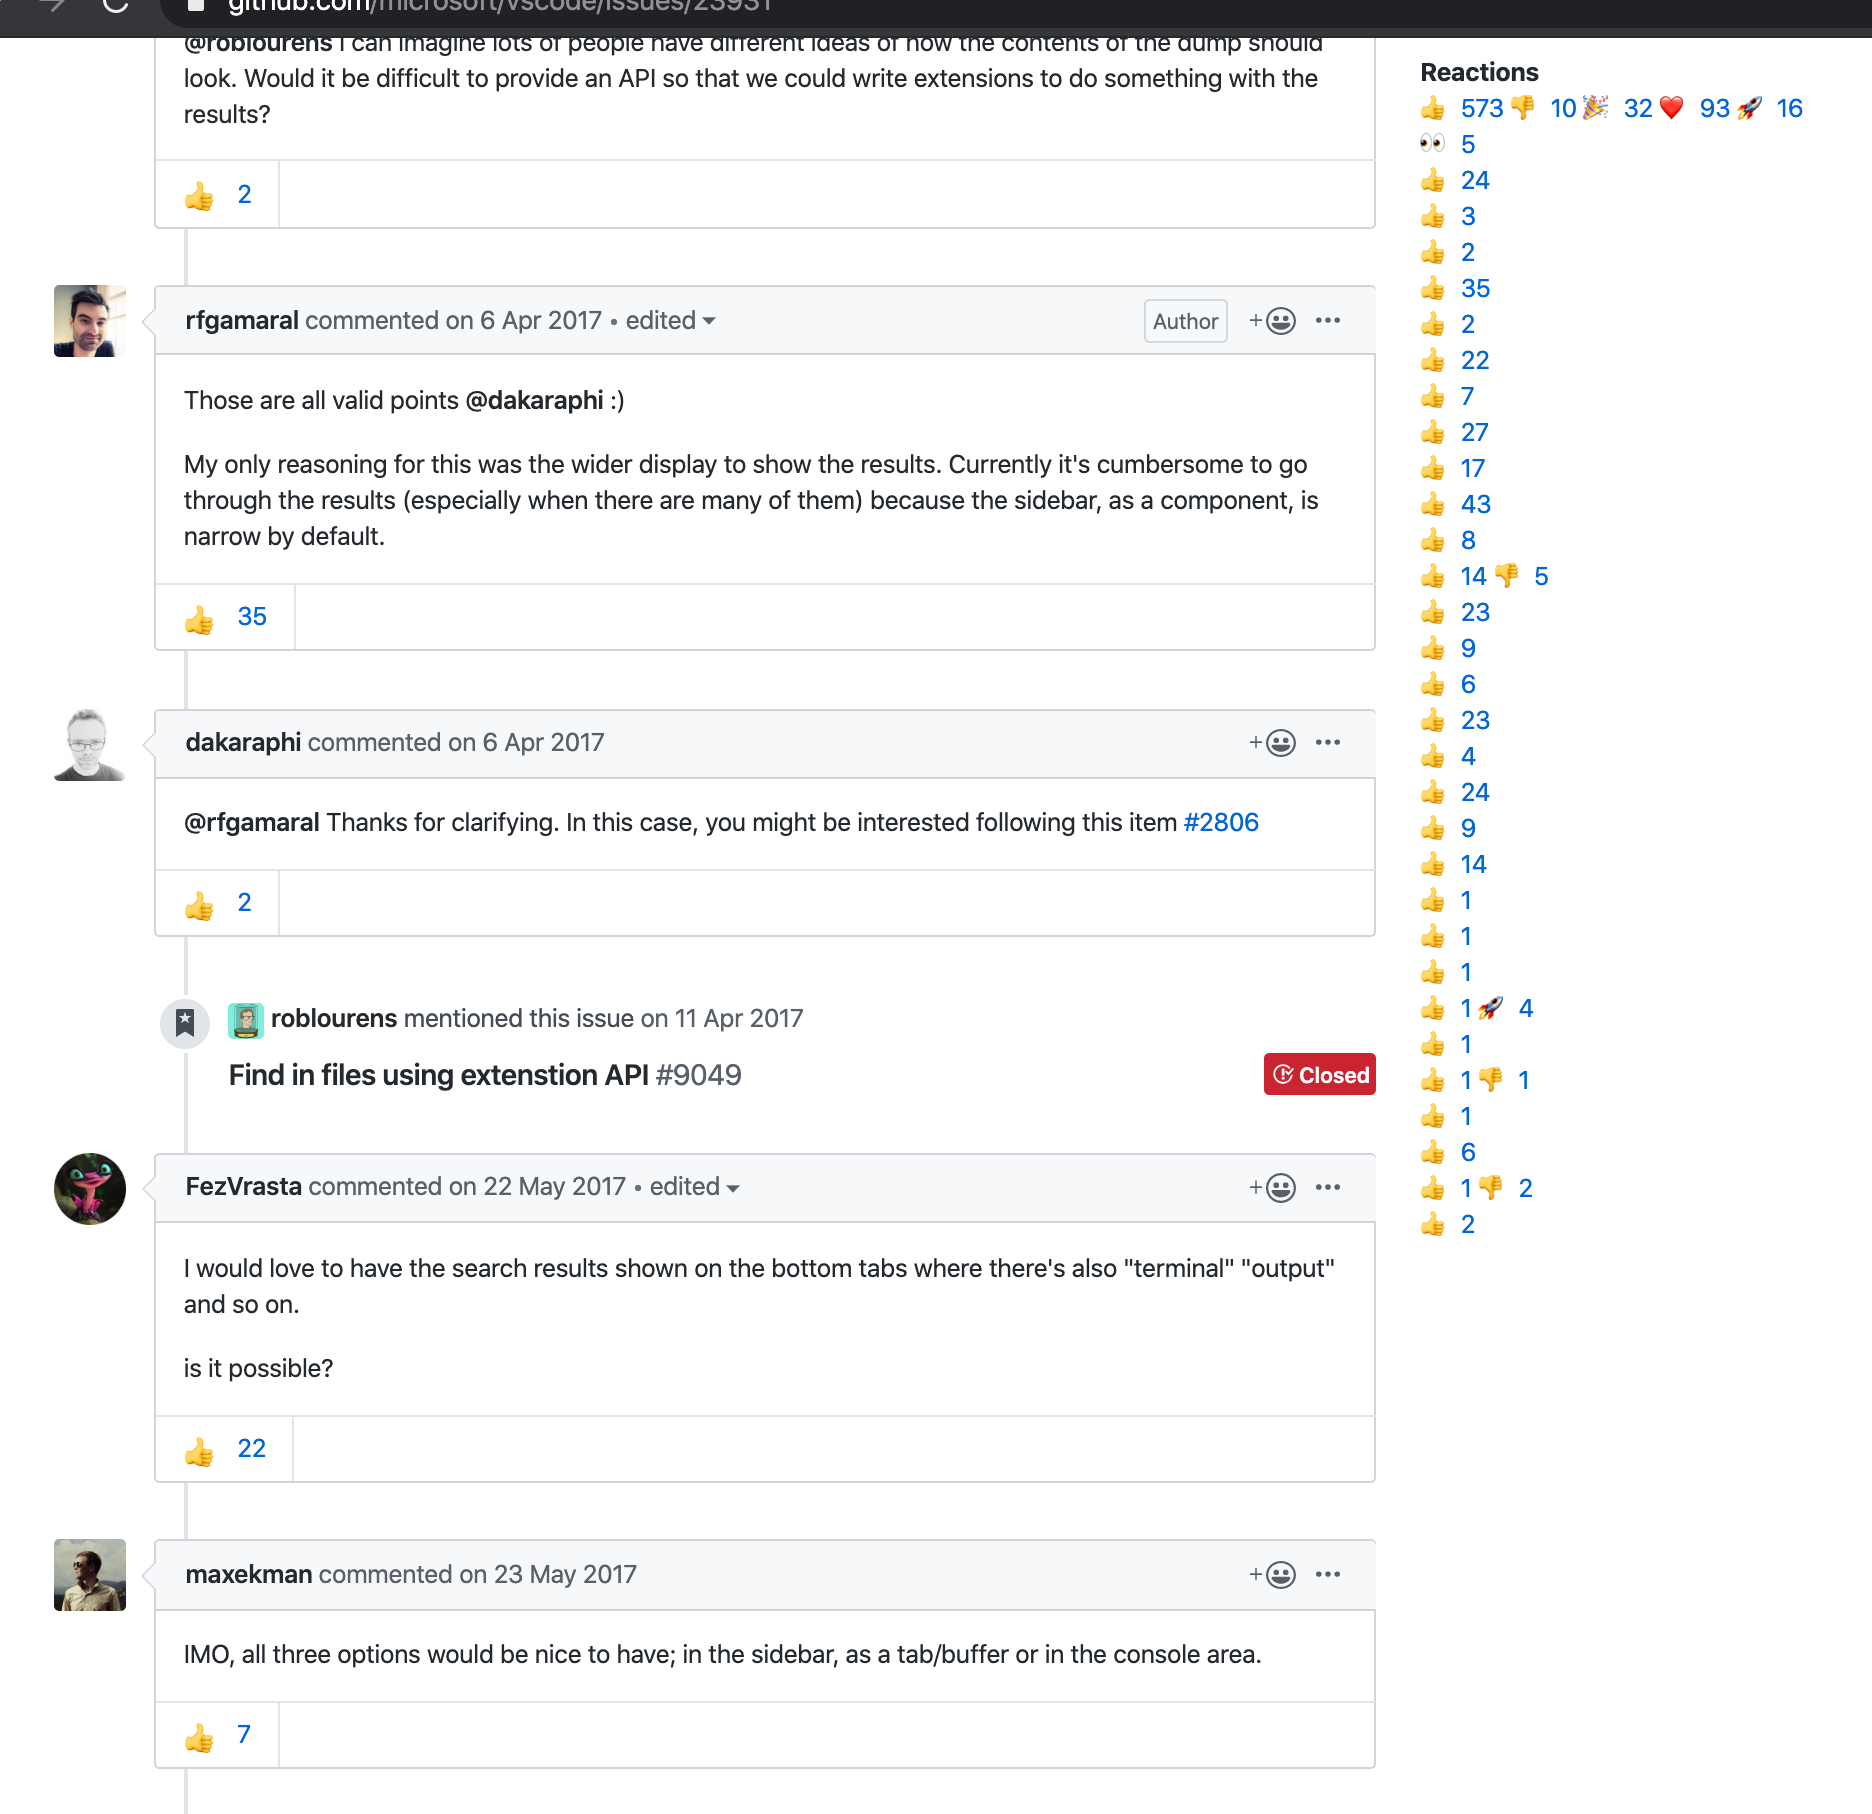 github.com/microsoft/vscode/issues/23931
@roblourens I can imagine lots of people have different ideas of how the contents of the dump should
look. Would it be difficult to provide an API so that we could write extensions to do something with the
results?
👍 2
rfgamaral commented on 6 Apr 2017 • edited
Author
Those are all valid points @dakaraphi :)
My only reasoning for this was the wider display to show the results. Currently it's cumbersome to go
through the results (especially when there are many of them) because the sidebar, as a component, is
narrow by default.
👍 35
dakaraphi commented on 6 Apr 2017
@rfgamaral Thanks for clarifying. In this case, you might be interested following this item #2806
👍 2
roblourens mentioned this issue on 11 Apr 2017
Find in files using extenstion API #9049
Closed
FezVrasta commented on 22 May 2017 • edited
I would love to have the search results shown on the bottom tabs where there's also "terminal" "output"
and so on.
is it possible?
👍 22
maxekman commented on 23 May 2017
IMO, all three options would be nice to have; in the sidebar, as a tab/buffer or in the console area.
👍 7
Reactions
👍 573 👎 10 🎉 32 ❤️ 93 🚀 16
👀 5
👍 24
👍 3
👍 2
👍 35
👍 2
👍 22
👍 7
👍 27
👍 17
👍 43
👍 8
👍 14 👎 5
👍 23
👍 9
👍 6
👍 23
👍 4
👍 24
👍 9
👍 14
👍 1
👍 1
👍 1
👍 1 🚀 4
👍 1
👍 1 👎 1
👍 1
👍 6
👍 1 👎 2
👍 2